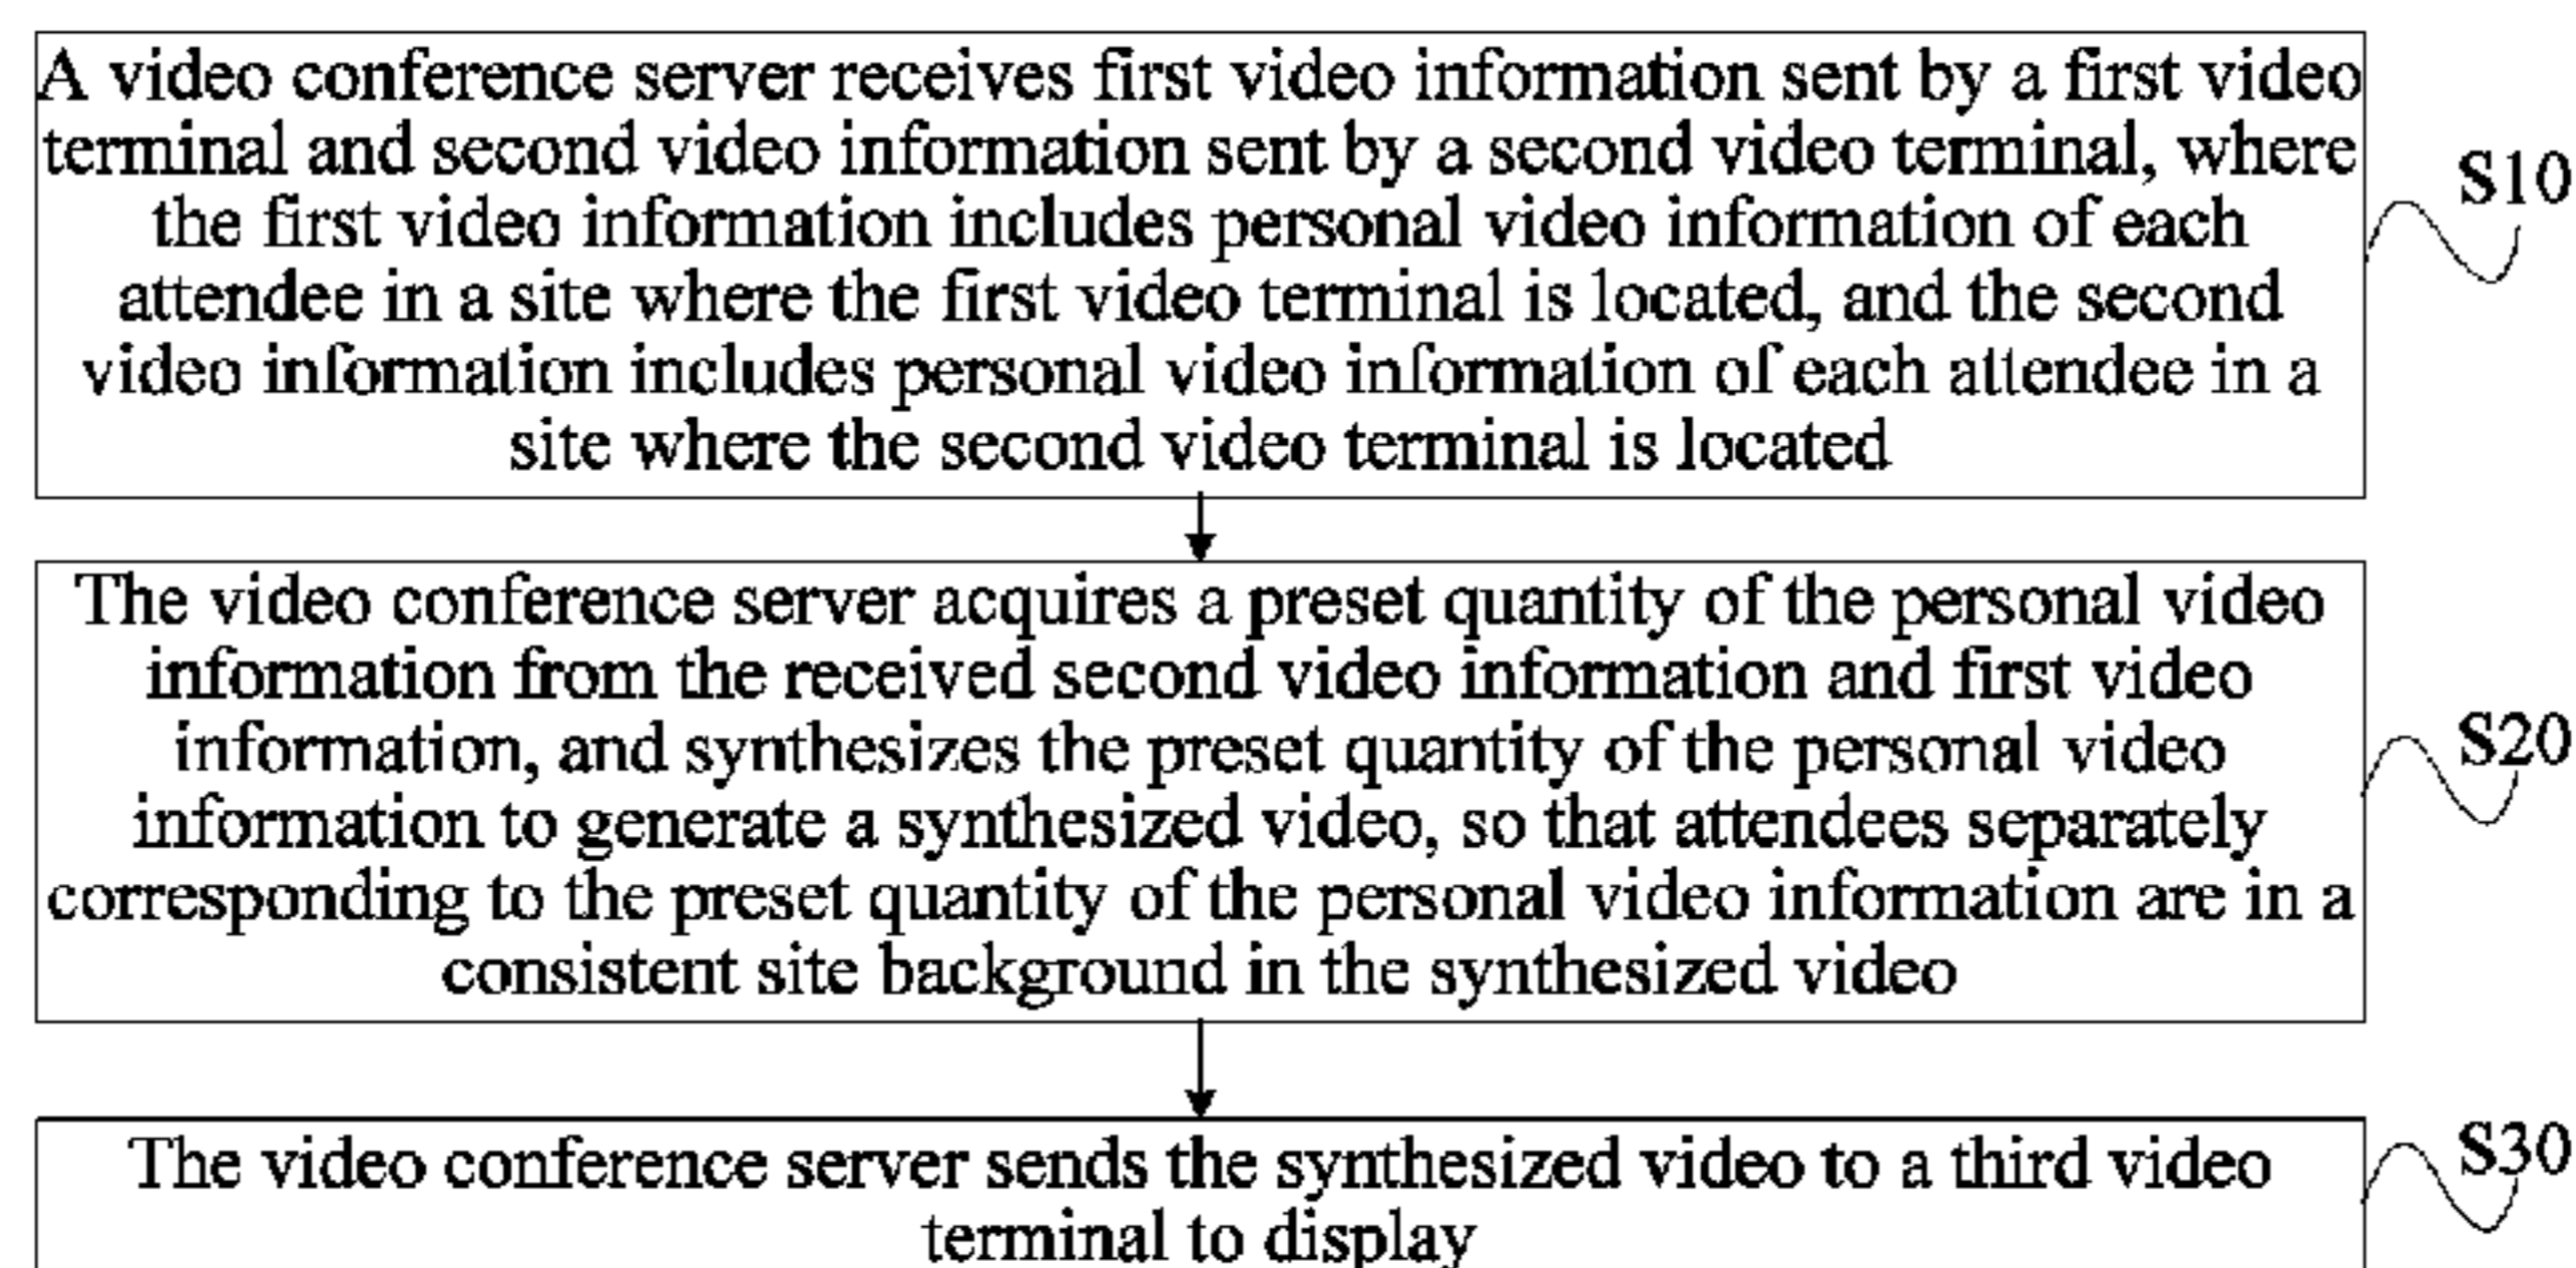 A video conference server receives first video information sent by a first video
terminal and second video information sent by a second video terminal, where
the first video information includes personal video information of each
attendee in a site where the first video terminal is located, and the second
video information includes personal video information of each attendee in a
site where the second video terminal is located
S10
The video conference server acquires a preset quantity of the personal video
information from the received second video information and first video
information, and synthesizes the preset quantity of the personal video
information to generate a synthesized video, so that attendees separately
corresponding to the preset quantity of the personal video information are in a
consistent site background in the synthesized video
S20
The video conference server sends the synthesized video to a third video
terminal to display
S30